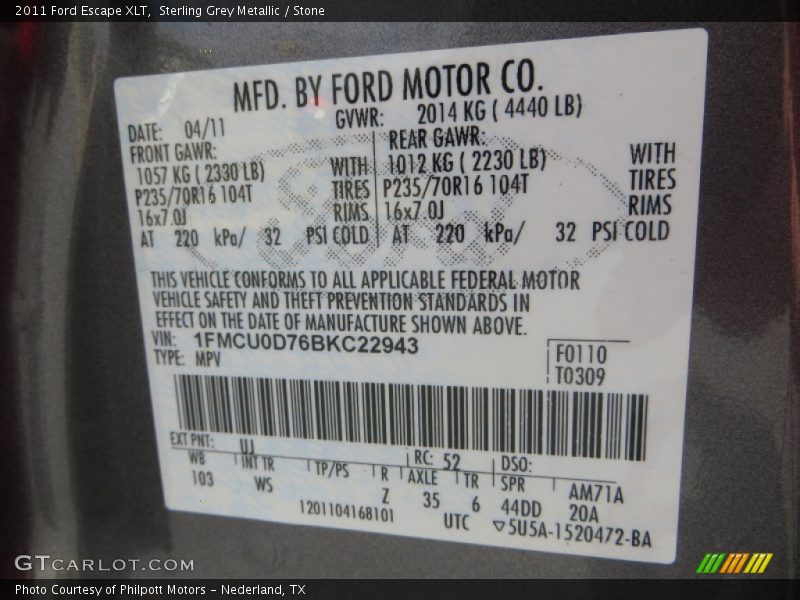 2011 Ford Escape XLT, Sterling Grey Metallic / Stone
MFD. BY FORD MOTOR CO.
DATE: 04/11 GVWR: 2014 KG ( 4440 LB)
FRONT GAWR: REAR GAWR:
1057 KG ( 2330 LB) WITH 1012 KG ( 2230 LB) WITH
P235/70R16 104T TIRES P235/70R16 104T TIRES
16x7.0J RIMS 16x7.0J RIMS
AT 220 kPa/ 32 PSI COLD AT 220 kPa/ 32 PSI COLD
Ford
THIS VEHICLE CONFORMS TO ALL APPLICABLE FEDERAL MOTOR
VEHICLE SAFETY AND THEFT PREVENTION STANDARDS IN
EFFECT ON THE DATE OF MANUFACTURE SHOWN ABOVE.
VIN: 1FMCU0D76BKC22943
TYPE: MPV
F0110
T0309
EXT PNT: UJ RC: 52 DSO:
WB INT TR TP/PS R AXLE TR SPR AM71A
103 WS Z 35 6 44DD 20A
1201104168101 UTC ▽5U5A-1520472-BA
GTCARLOT.COM
Photo Courtesy of Philpott Motors - Nederland, TX